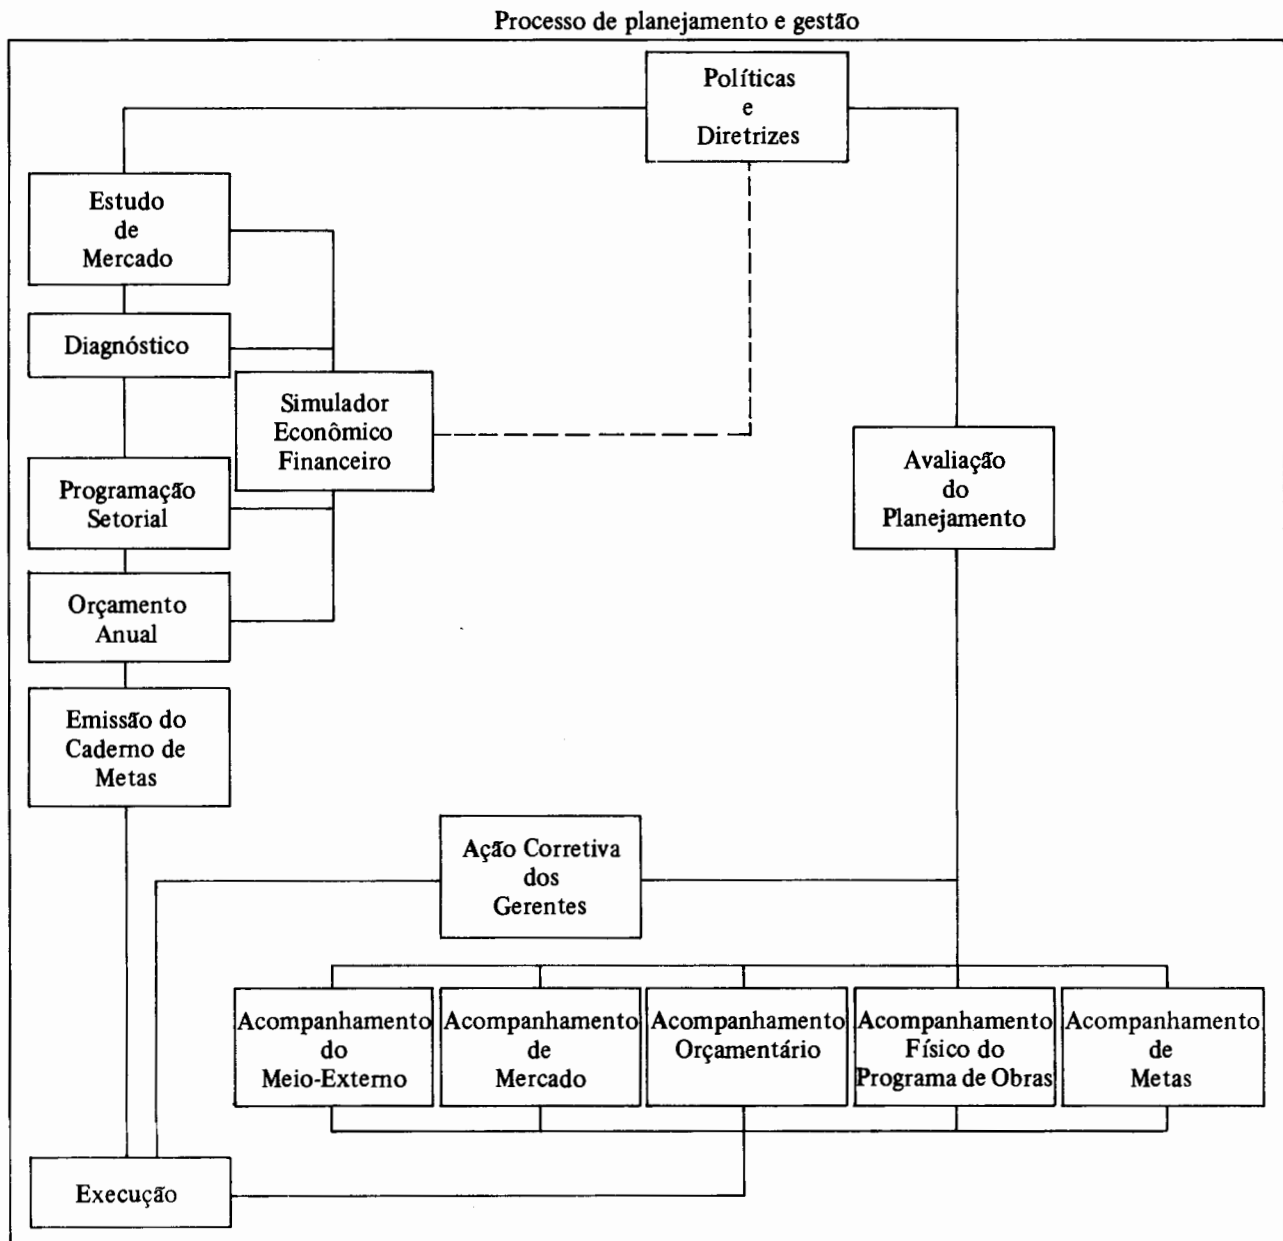 Processo de planejamento e gestão
Políticas
e
Diretrizes
Estudo
de
Mercado
Diagnóstico
Simulador
Econômico
Financeiro
Programação
Setorial
Avaliação
do
Planejamento
Orçamento
Anual
Emissão do
Caderno de
Metas
Ação Corretiva
dos
Gerentes
Acompanhamento
do
Meio-Externo
Acompanhamento
de
Mercado
Acompanhamento
Orçamentário
Acompanhamento
Físico do
Programa de Obras
Acompanhamento
de
Metas
Execução